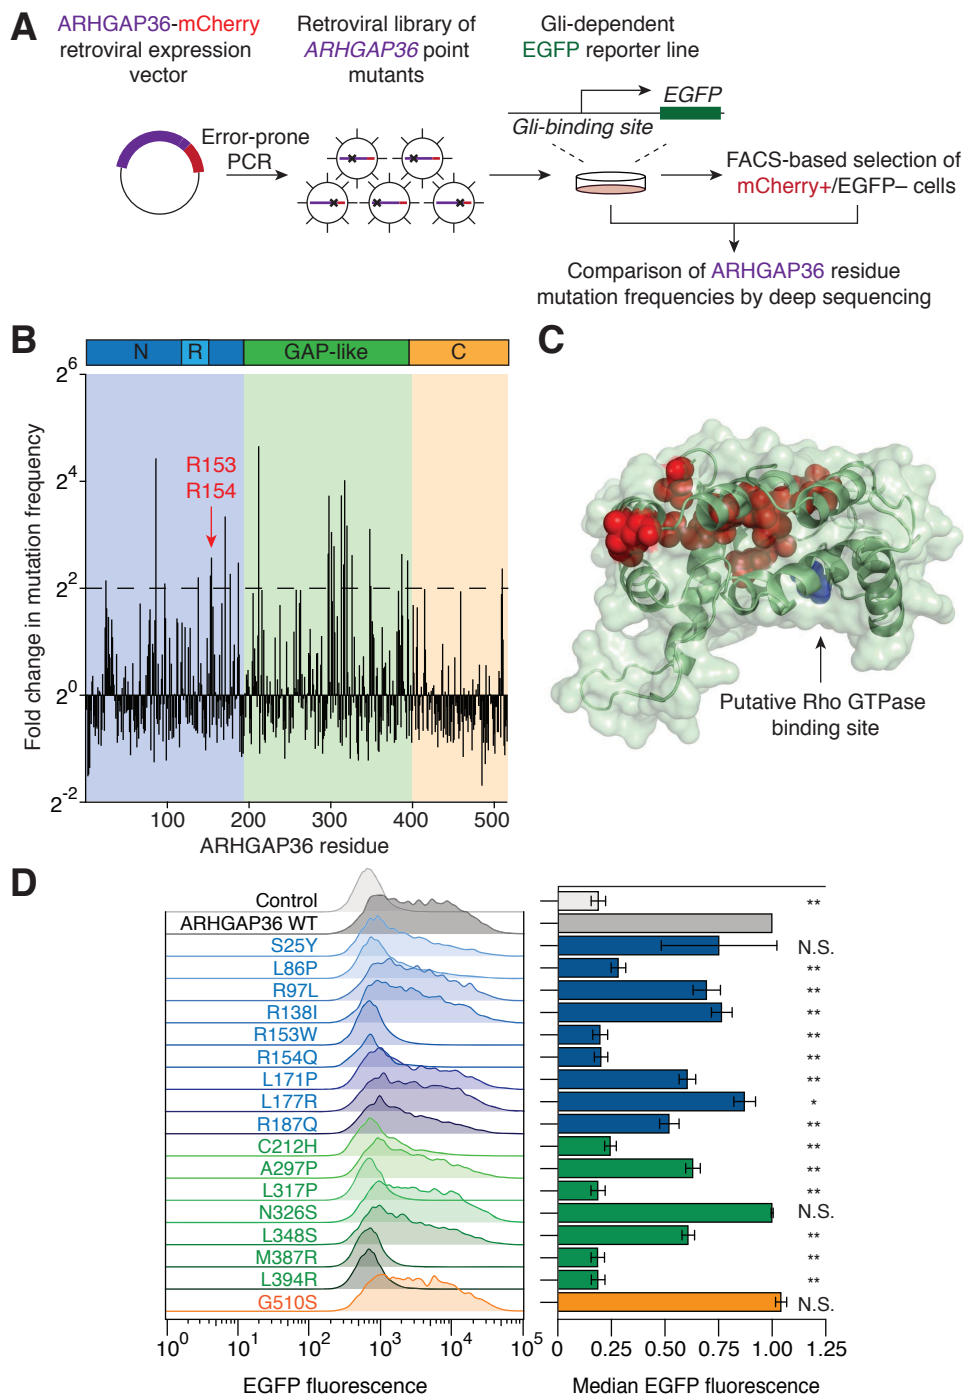 A
ARHGAP36-mCherry
retroviral expression
vector
Retroviral library of
ARHGAP36 point
mutants
Gli-dependent
EGFP reporter line
Error-prone
PCR
EGFP
Gli-binding site
FACS-based selection of
mCherry+/EGFP– cells
Comparison of ARHGAP36 residue
mutation frequencies by deep sequencing
B
N R GAP-like C
Fold change in mutation frequency
2^6
2^4
2^2
2^0
2^-2
R153
R154
100 200 300 400 500
ARHGAP36 residue
C
Putative Rho GTPase
binding site
D
Control **
ARHGAP36 WT
S25Y N.S.
L86P **
R97L **
R138I **
R153W **
R154Q **
L171P **
L177R *
R187Q **
C212H **
A297P **
L317P **
N326S N.S.
L348S **
M387R **
L394R **
G510S N.S.
10^0 10^1 10^2 10^3 10^4 10^5
EGFP fluorescence
0 0.25 0.50 0.75 1.00 1.25
Median EGFP fluorescence